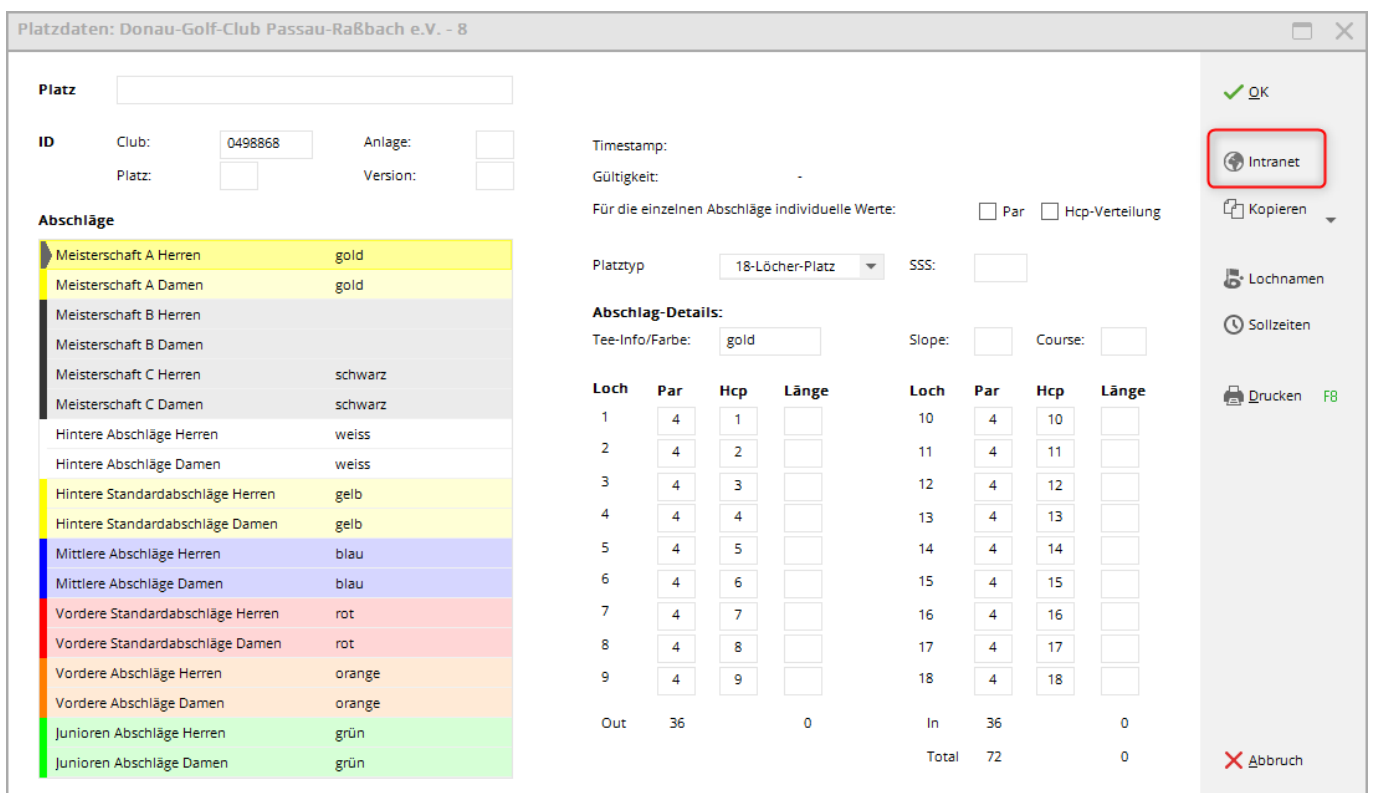 Platzdaten: Donau-Golf-Club Passau-Raßbach e.V. - 8
Platz
ID Club: 0498868 Anlage:
Platz: Version:
Abschläge
Meisterschaft A Herren gold
Meisterschaft A Damen gold
Meisterschaft B Herren
Meisterschaft B Damen
Meisterschaft C Herren schwarz
Meisterschaft C Damen schwarz
Hintere Abschläge Herren weiss
Hintere Abschläge Damen weiss
Hintere Standardabschläge Herren gelb
Hintere Standardabschläge Damen gelb
Mittlere Abschläge Herren blau
Mittlere Abschläge Damen blau
Vordere Standardabschläge Herren rot
Vordere Standardabschläge Damen rot
Vordere Abschläge Herren orange
Vordere Abschläge Damen orange
Junioren Abschläge Herren grün
Junioren Abschläge Damen grün
Timestamp:
Gültigkeit: -
Für die einzelnen Abschläge individuelle Werte: Par Hcp-Verteilung
Platztyp 18-Löcher-Platz SSS:
Abschlag-Details:
Tee-Info/Farbe: gold Slope: Course:
Loch Par Hcp Länge Loch Par Hcp Länge
1 4 1 10 4 10
2 4 2 11 4 11
3 4 3 12 4 12
4 4 4 13 4 13
5 4 5 14 4 14
6 4 6 15 4 15
7 4 7 16 4 16
8 4 8 17 4 17
9 4 9 18 4 18
Out 36 0 In 36 0
Total 72 0
OK
Intranet
Kopieren
Lochnamen
Sollzeiten
Drucken F8
Abbruch